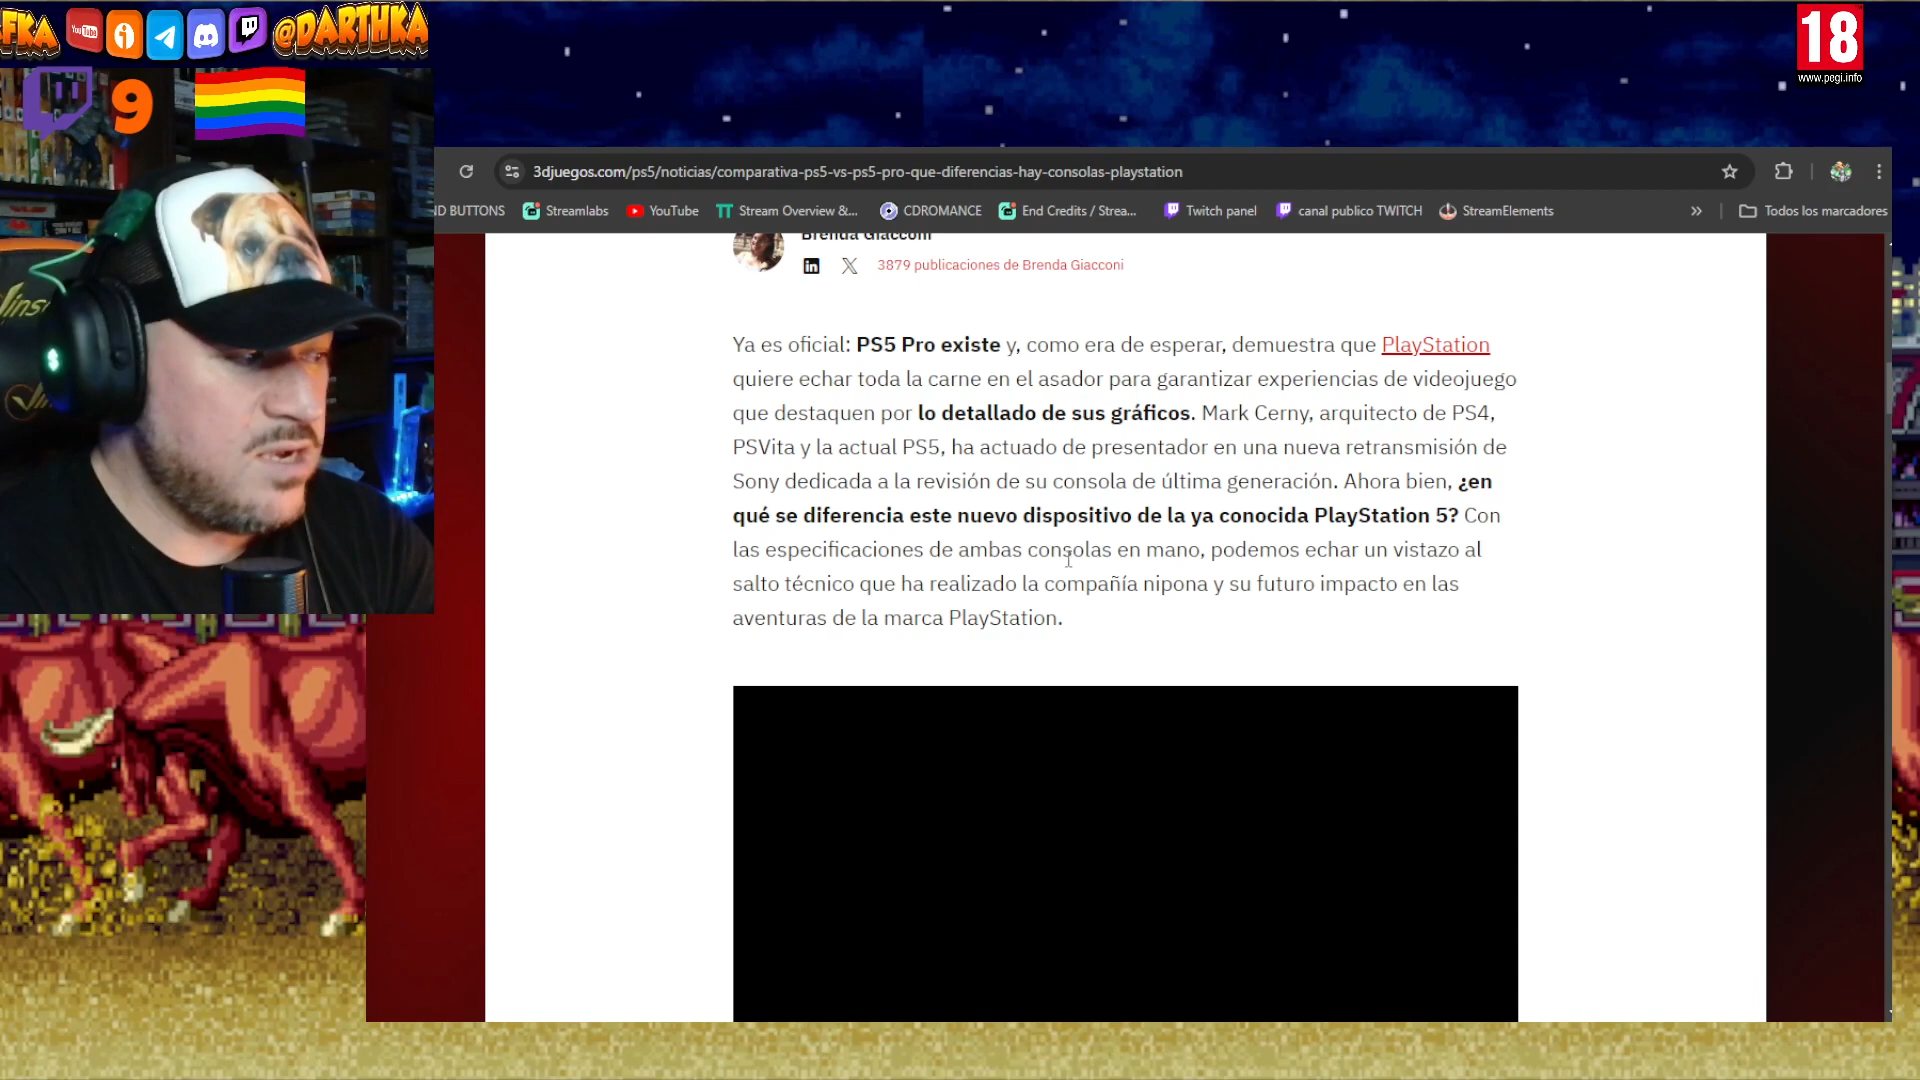 FKA
YouTube
@DARTHKA
18
www.pegi.info
9
3djuegos.com/ps5/noticias/comparativa-ps5-vs-ps5-pro-que-diferencias-hay-consolas-playstation
ND BUTTONS
Streamlabs
YouTube
Stream Overview &...
CDROMANCE
End Credits / Strea...
Twitch panel
canal publico TWITCH
StreamElements
»
Todos los marcadores
Brenda Giacconi
3879 publicaciones de Brenda Giacconi
Ya es oficial: PS5 Pro existe y, como era de esperar, demuestra que PlayStation
quiere echar toda la carne en el asador para garantizar experiencias de videojuego
que destaquen por lo detallado de sus gráficos. Mark Cerny, arquitecto de PS4,
PSVita y la actual PS5, ha actuado de presentador en una nueva retransmisión de
Sony dedicada a la revisión de su consola de última generación. Ahora bien, ¿en
qué se diferencia este nuevo dispositivo de la ya conocida PlayStation 5? Con
las especificaciones de ambas consolas en mano, podemos echar un vistazo al
salto técnico que ha realizado la compañía nipona y su futuro impacto en las
aventuras de la marca PlayStation.